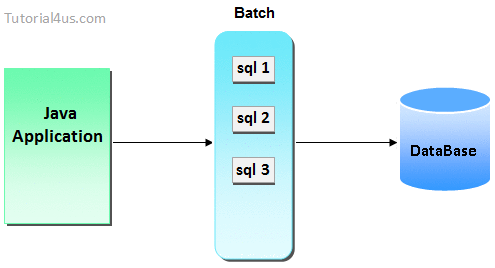 Tutorial4us.com
Batch
Java
Application
sql 1
sql 2
sql 3
DataBase